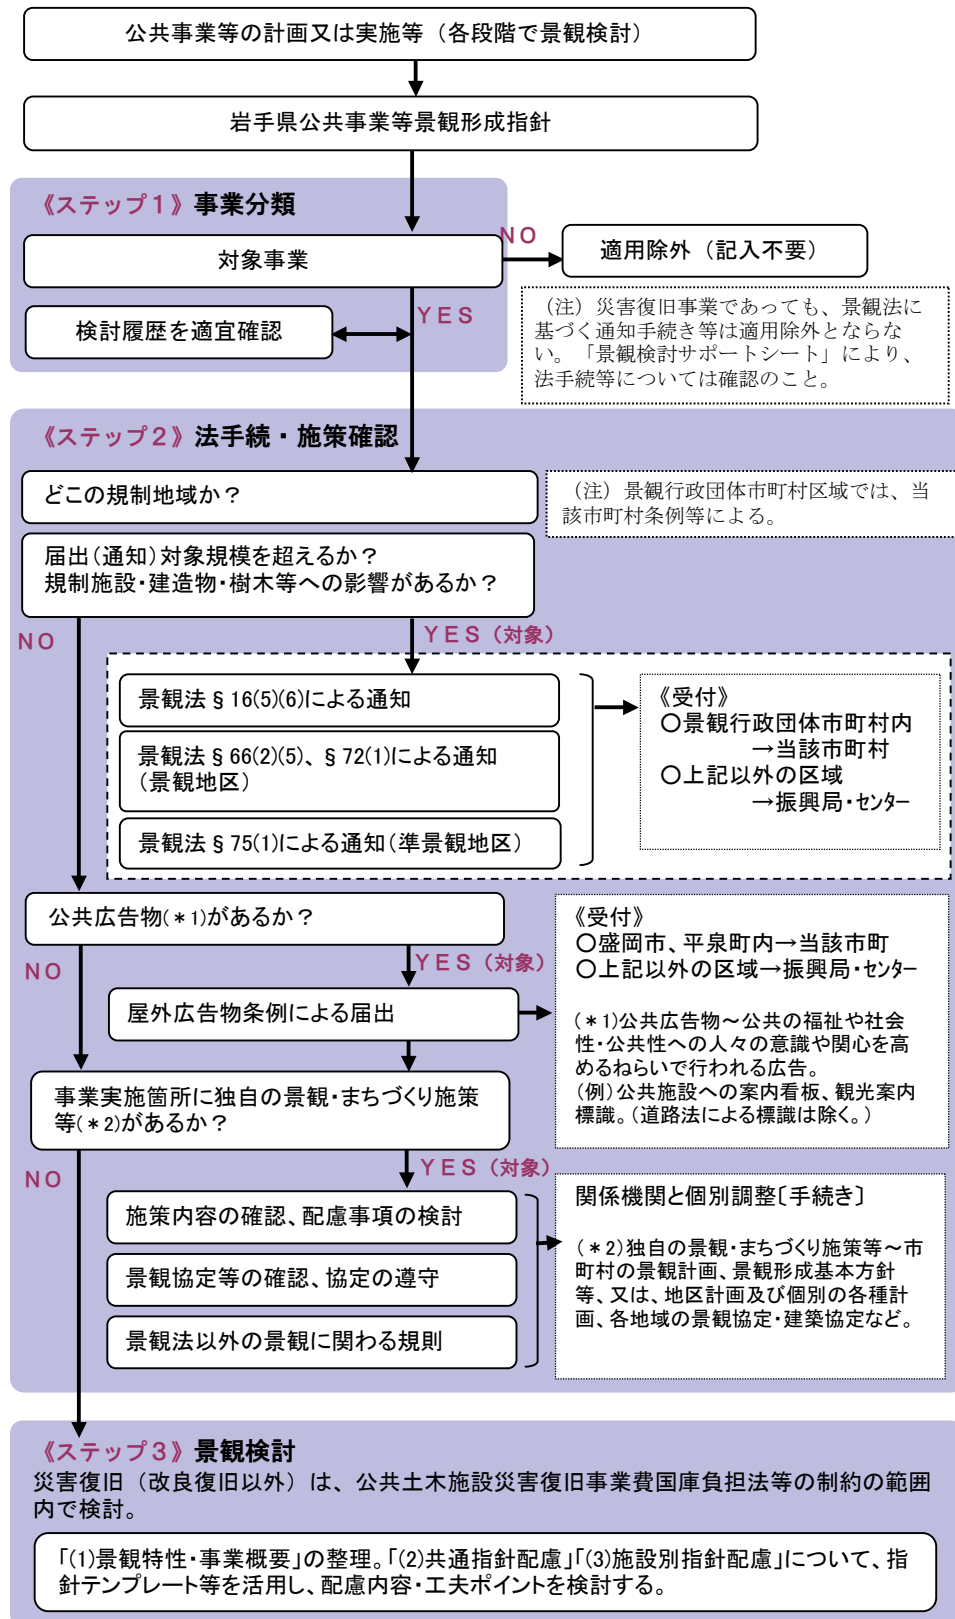 公共事業等の計画又は実施等（各段階で景観検討）
岩手県公共事業等景観形成指針
《ステップ１》事業分類
対象事業
NO
適用除外（記入不要）
YES
検討履歴を適宜確認
（注）災害復旧事業であっても、景観法に
基づく通知手続き等は適用除外とならな
い。「景観検討サポートシート」により、
法手続等については確認のこと。
《ステップ２》法手続・施策確認
どこの規制地域か？
（注）景観行政団体市町村区域では、当
該市町村条例等による。
届出（通知）対象規模を超えるか？
規制施設・建造物・樹木等への影響があるか？
NO
YES（対象）
景観法§16(5)(6)による通知
景観法§66(2)(5)、§72(1)による通知
（景観地区）
景観法§75(1)による通知（準景観地区）
《受付》
○景観行政団体市町村内
→当該市町村
○上記以外の区域
→振興局・センター
公共広告物(＊1)があるか？
NO
YES（対象）
屋外広告物条例による届出
《受付》
○盛岡市、平泉町内→当該市町
○上記以外の区域→振興局・センター
(＊1)公共広告物～公共の福祉や社会
性・公共性への人々の意識や関心を高
めるねらいで行われる広告。
(例)公共施設への案内看板、観光案内
標識。（道路法による標識は除く。）
事業実施箇所に独自の景観・まちづくり施策
等(＊2)があるか？
NO
YES（対象）
施策内容の確認、配慮事項の検討
景観協定等の確認、協定の遵守
景観法以外の景観に関わる規則
関係機関と個別調整〔手続き〕
(＊2)独自の景観・まちづくり施策等～市
町村の景観計画、景観形成基本方針
等、又は、地区計画及び個別の各種計
画、各地域の景観協定・建築協定など。
《ステップ３》景観検討
災害復旧（改良復旧以外）は、公共土木施設災害復旧事業費国庫負担法等の制約の範囲
内で検討。
「(1)景観特性・事業概要」の整理。「(2)共通指針配慮」「(3)施設別指針配慮」について、指
針テンプレート等を活用し、配慮内容・工夫ポイントを検討する。